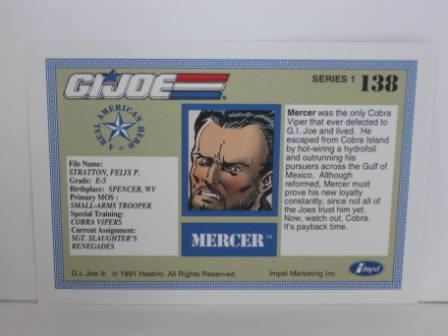 GI JOE®
SERIES 1 138
A REAL AMERICAN HERO
File Name:
STRATTON, FELIX P.
Grade: E-5
Birthplace: SPENCER, WV
Primary MOS :
SMALL-ARMS TROOPER
Special Training:
COBRA VIPERS
Current Assignment:
SGT. SLAUGHTER'S
RENEGADES
MERCER™
Mercer was the only Cobra
Viper that ever defected to
G.I. Joe and lived. He
escaped from Cobra Island
by hot-wiring a hydrofoil
and outrunning his
pursuers across the Gulf of
Mexico. Although
reformed, Mercer must
prove his new loyalty
constantly, since not all of
the Joes trust him yet.
Now, watch out, Cobra.
It's payback time.
G.I. Joe ® © 1991 Hasbro. All Rights Reserved. Impel Marketing Inc.
impel